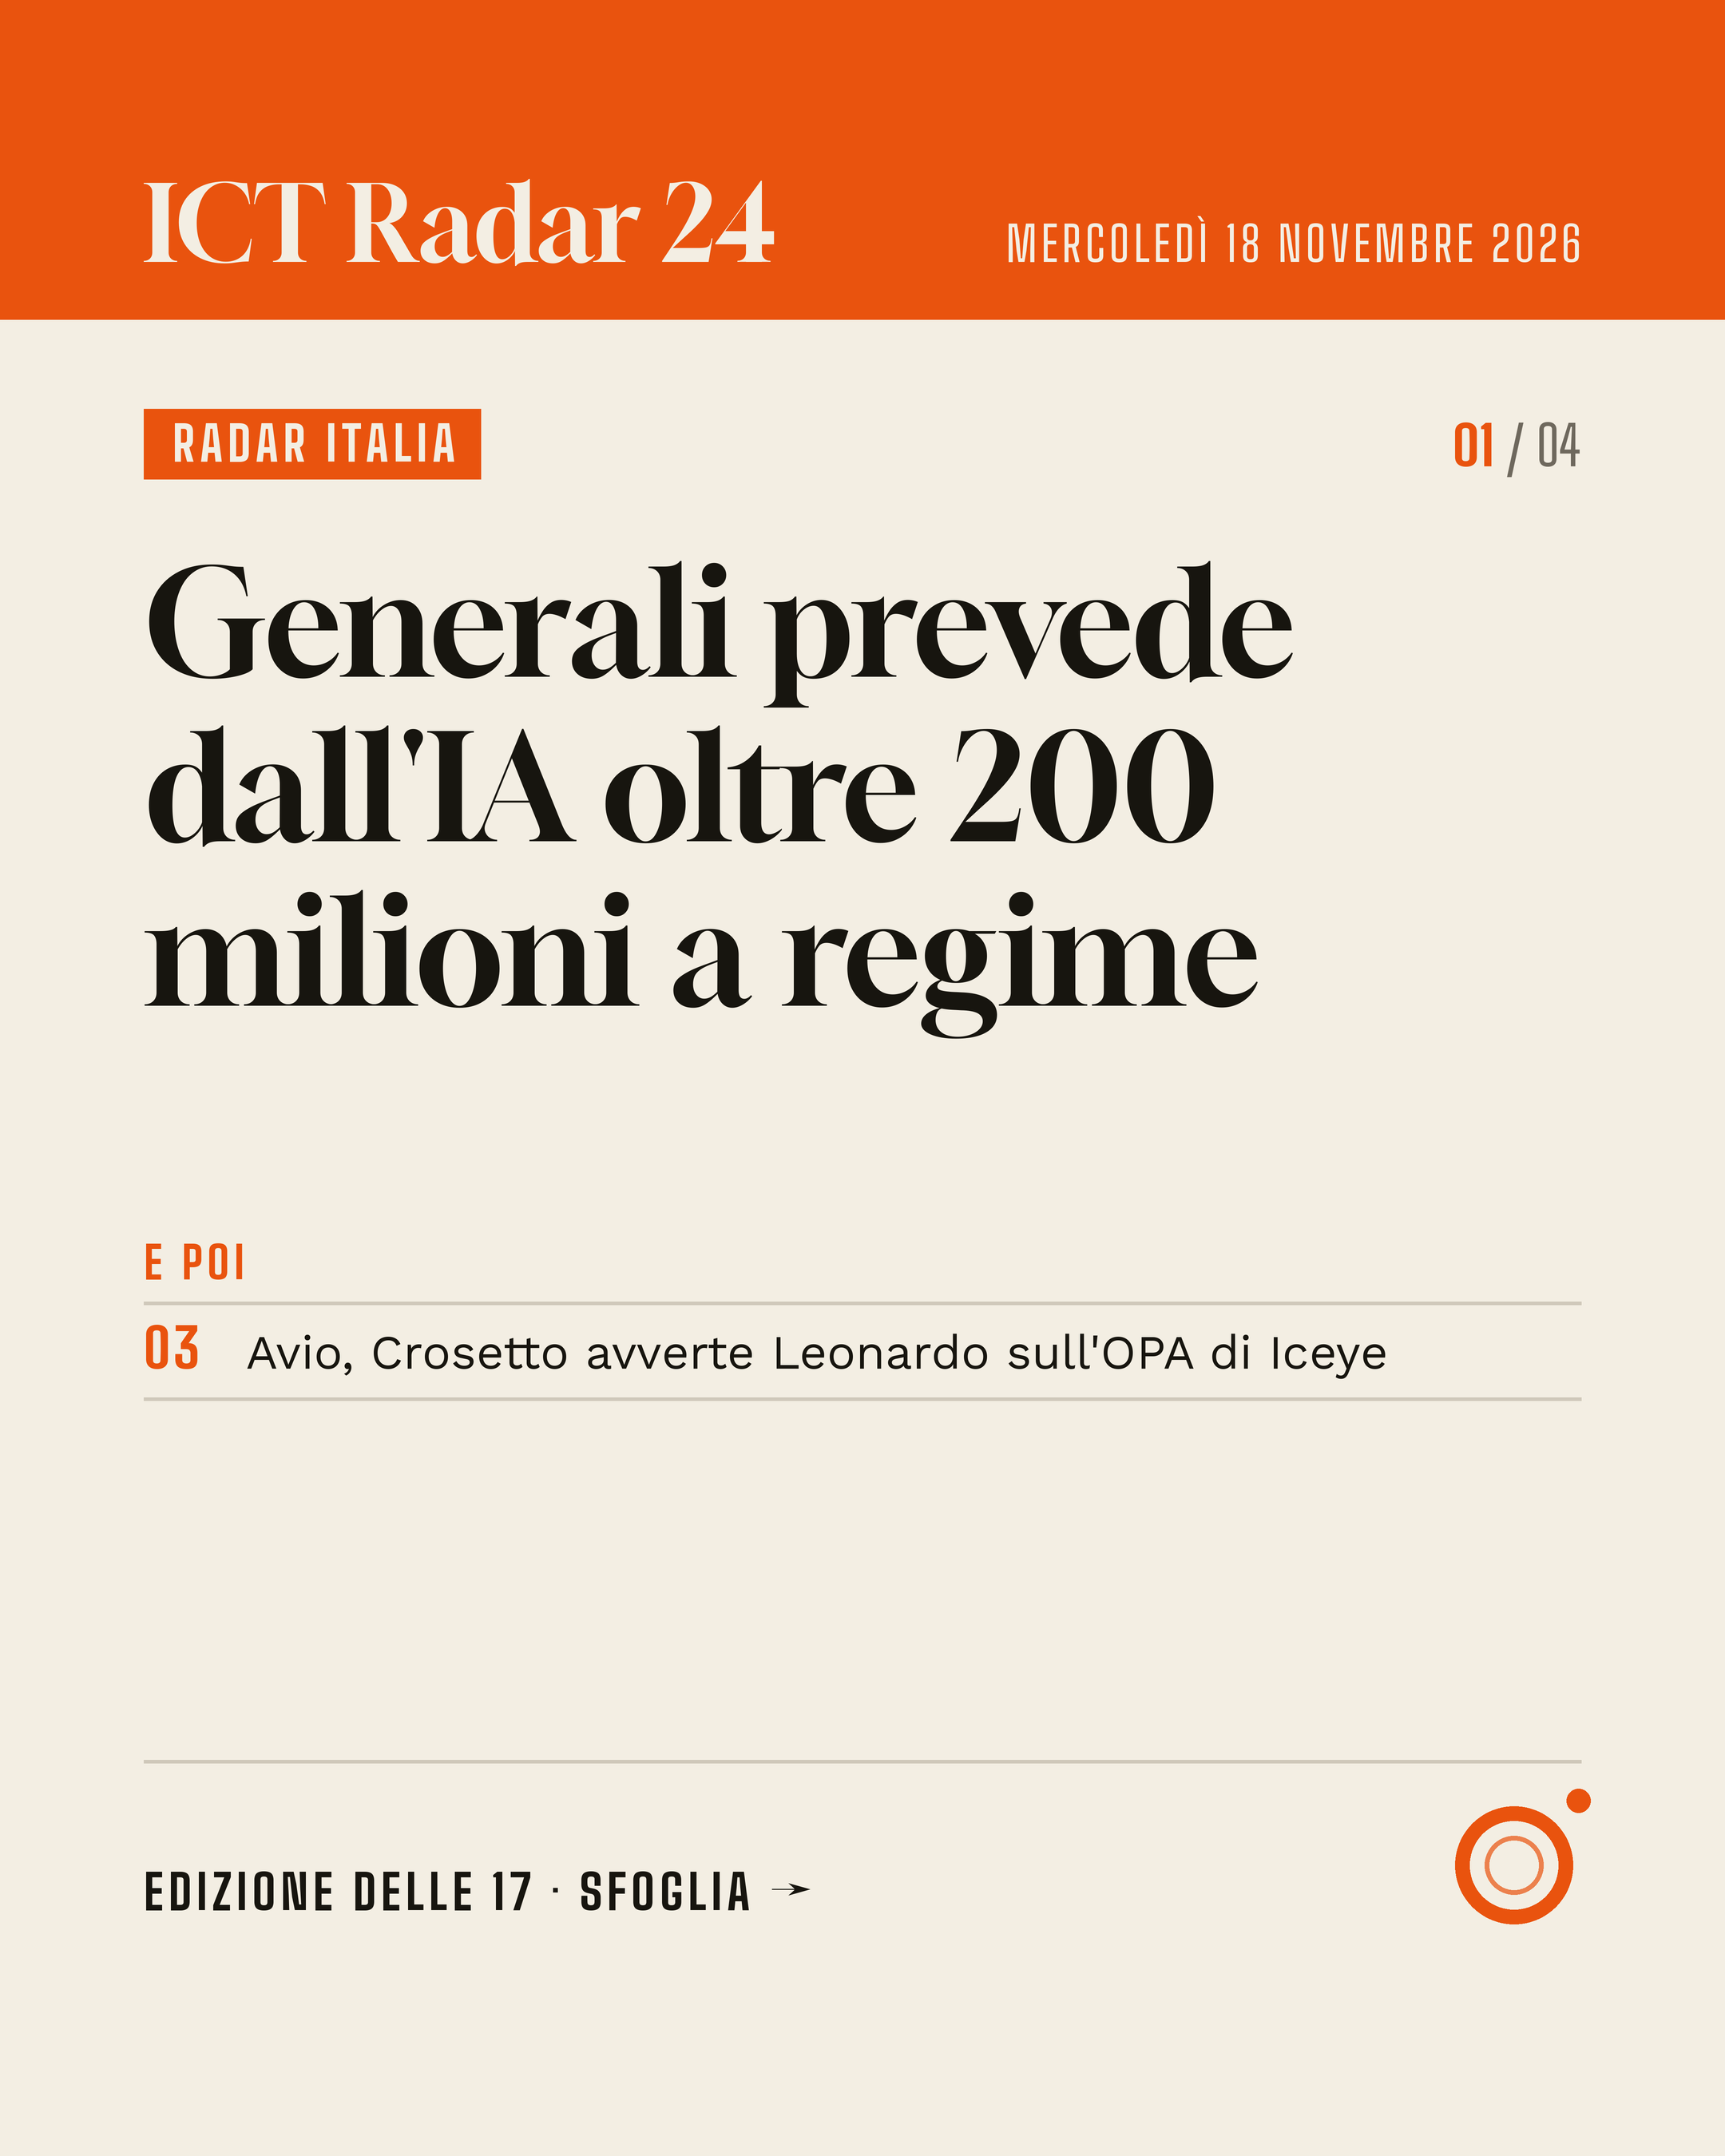 ICT Radar 24
MERCOLEDÌ 18 NOVEMBRE 2026
RADAR ITALIA
01 / 04
Generali prevede
dall'IA oltre 200
milioni a regime
E POI
03 Avio, Crosetto avverte Leonardo sull'OPA di Iceye
EDIZIONE DELLE 17 · SFOGLIA →